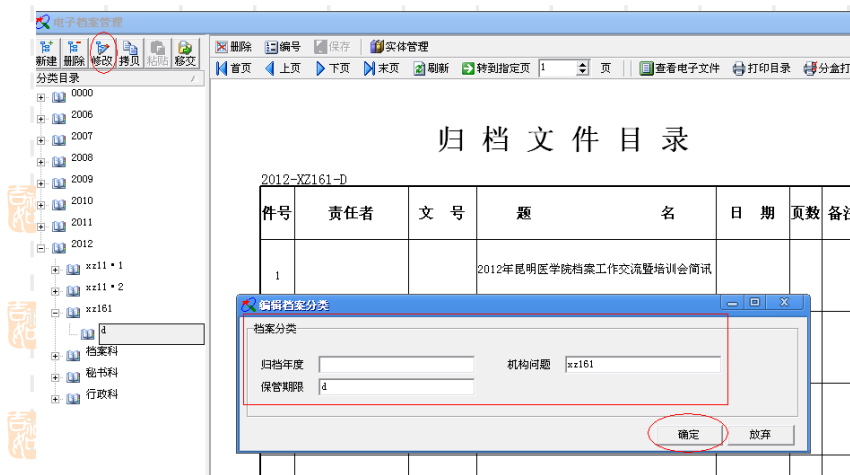 电子档案管理
新建 删除 修改 拷贝 粘贴 移交
删除 编号 保存 实体管理
首页 上页 下页 末页 刷新 转到指定页 1 页 查看电子文件 打印目录 分盒打
分类目录
0000
2006
2007
2008
2009
2010
2011
2012
xz11·1
xz11·2
xz161
d
档案科
秘书科
行政科
归档文件目录
2012-XZ161-D
件号 责任者 文 号 题 名 日 期 页数 备注
1 2012年昆明医学院档案工作交流暨培训会简讯
编辑档案分类
档案分类
归档年度 机构问题 xz161
保管期限 d
确定 放弃